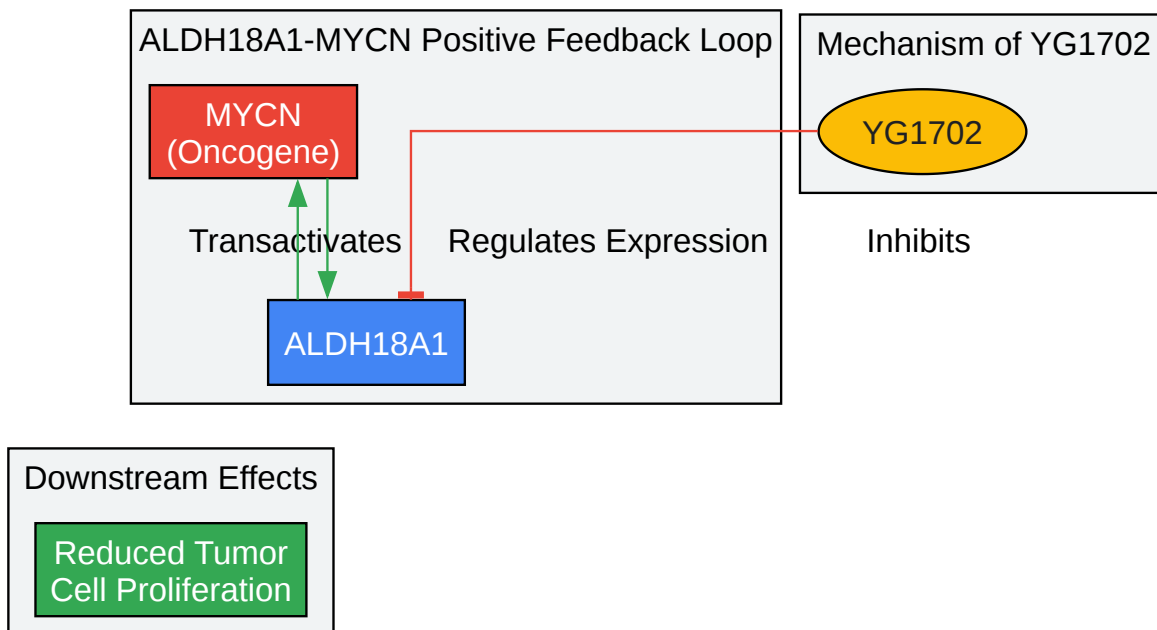 ALDH18A1-MYCN Positive Feedback Loop
Mechanism of YG1702
MYCN
(Oncogene)
YG1702
Transactivates
Regulates Expression
Inhibits
ALDH18A1
Downstream Effects
Reduced Tumor
Cell Proliferation